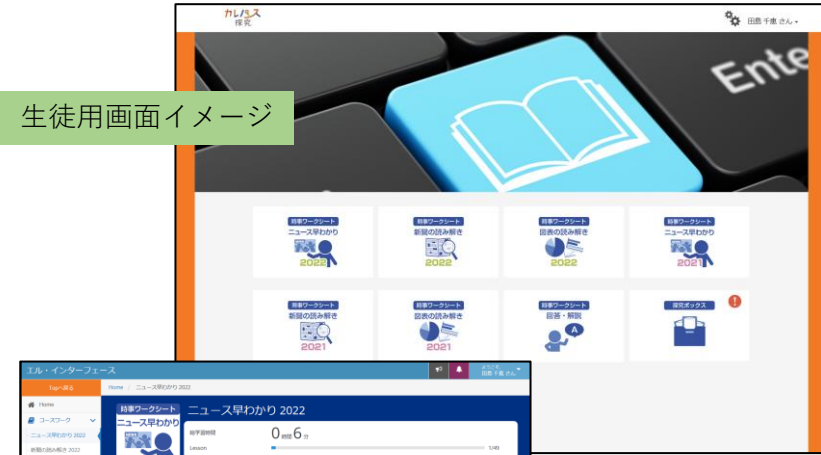 カレパス
探究
田島 千恵 さん
Ente
生徒用画面イメージ
時事ワークシート
ニュース早わかり
2022
時事ワークシート
新聞の読み解き
2022
時事ワークシート
図表の読み解き
2022
時事ワークシート
ニュース早わかり
2021
時事ワークシート
新聞の読み解き
2021
時事ワークシート
図表の読み解き
2021
時事ワークシート
回答・解説
A
探究ボックス
!
エル・インターフェース
ようこそ
田島 千恵 さん
Topへ戻る
Home / ニュース早わかり 2022
Home
コースワーク
ニュース早わかり 2022
新聞の読み解き 2022
時事ワークシート
ニュース早わかり
ニュース早わかり 2022
総学習時間
0 時間 6 分
Lesson
1/49